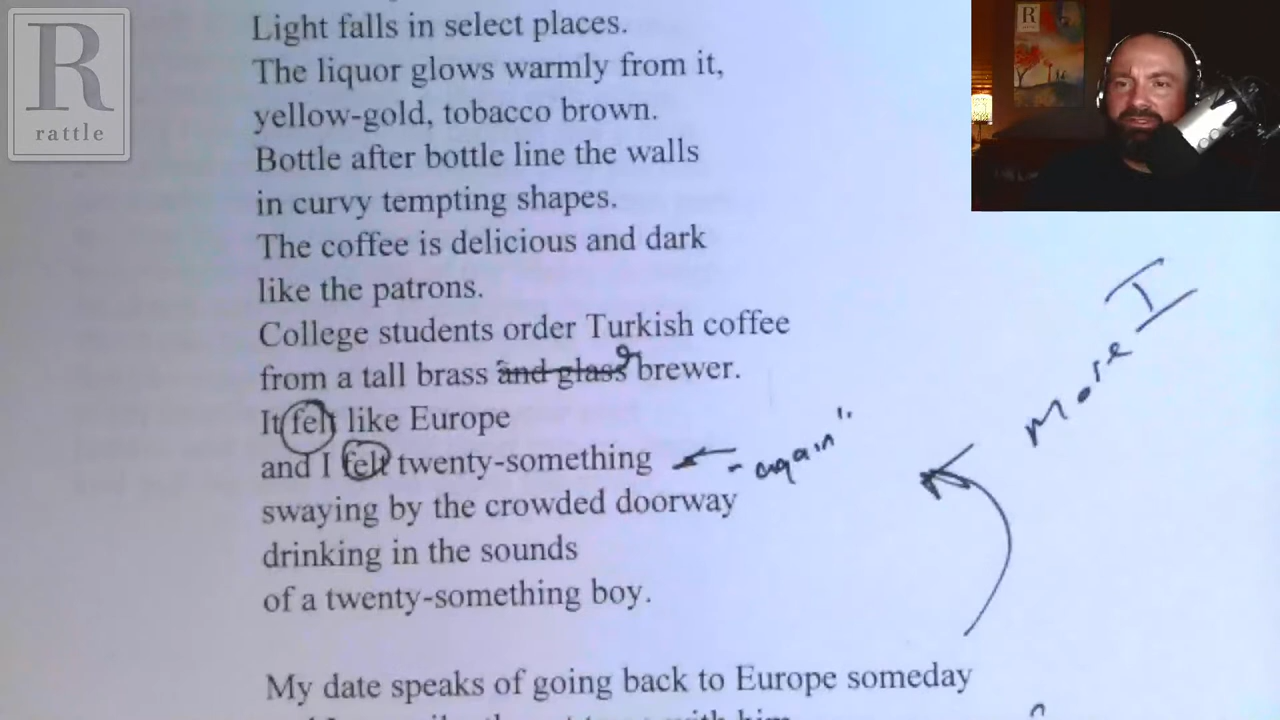 R
rattle
Light falls in select places.
The liquor glows warmly from it,
yellow-gold, tobacco brown.
Bottle after bottle line the walls
in curvy tempting shapes.
The coffee is delicious and dark
like the patrons.
College students order Turkish coffee
from a tall brass and glass brewer.
It felt like Europe
and I felt twenty-something
- again"
More I
swaying by the crowded doorway
drinking in the sounds
of a twenty-something boy.
My date speaks of going back to Europe someday
with him